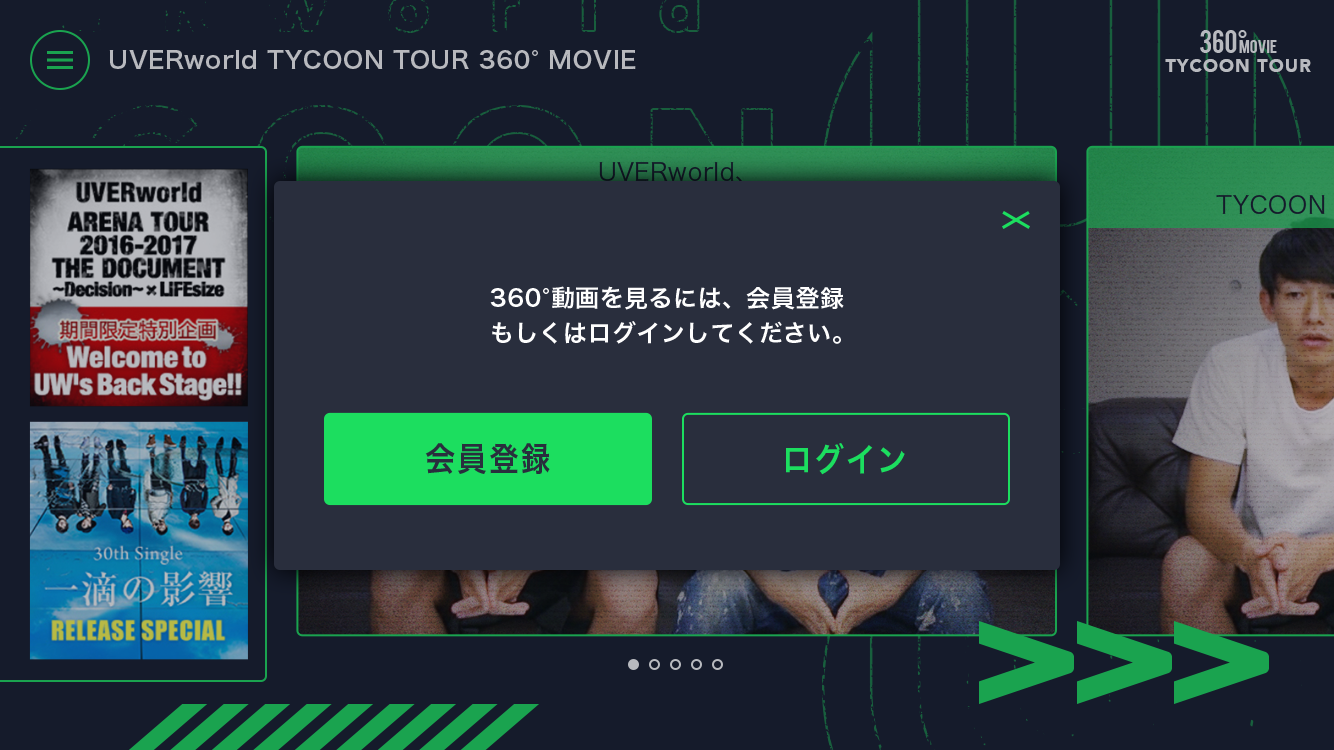 UVERworld TYCOON TOUR 360° MOVIE
360°MOVIE
TYCOON TOUR
UVERworld
ARENA TOUR
2016-2017
THE DOCUMENT
~Decision~×LiFEsize
期間限定特別企画
Welcome to
UW's Back Stage!!
30th Single
一滴の影響
RELEASE SPECIAL
UVERworld、
360°動画を見るには、会員登録
もしくはログインしてください。
会員登録
ログイン
TYCOON